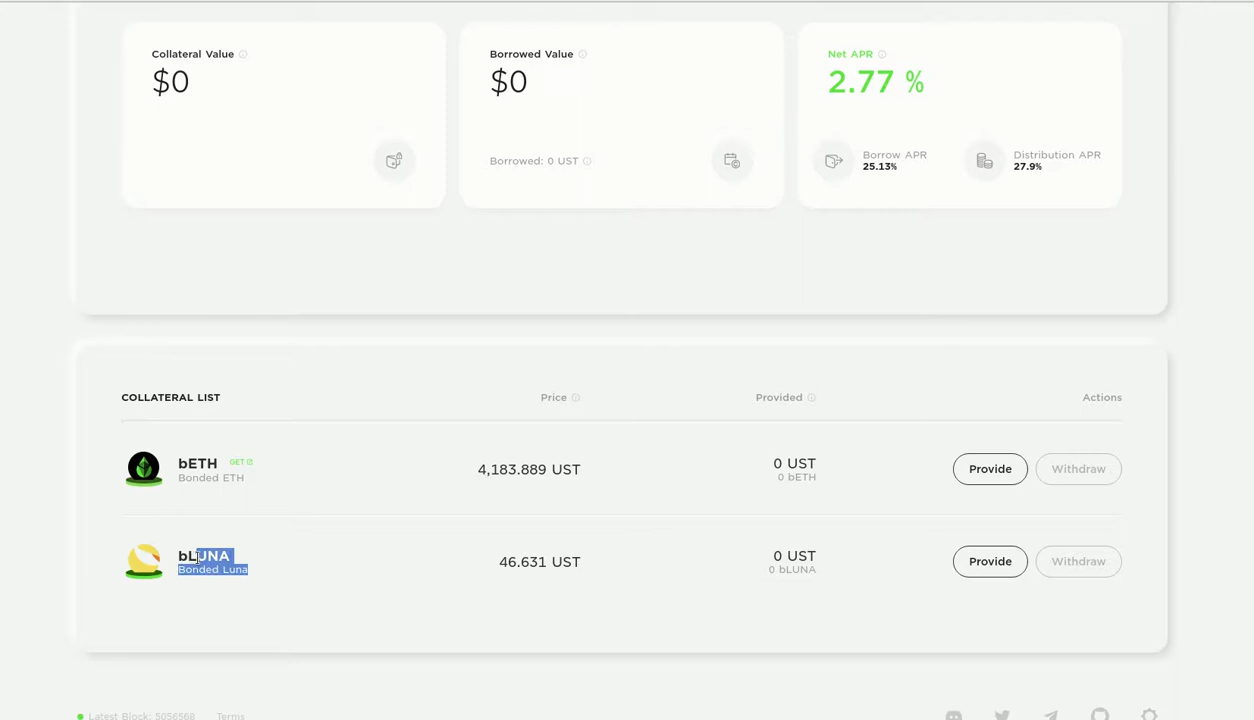 Collateral Value
$0
Borrowed Value
$0
Borrowed: 0 UST
Net APR
2.77 %
Borrow APR
25.13%
Distribution APR
27.9%
COLLATERAL LIST Price Provided Actions
bETH GET 4,183.889 UST 0 UST Provide Withdraw
Bonded ETH 0 bETH
bLUNA 46.631 UST 0 UST Provide Withdraw
Bonded Luna 0 bLUNA
Latest Block: 5056568 Terms